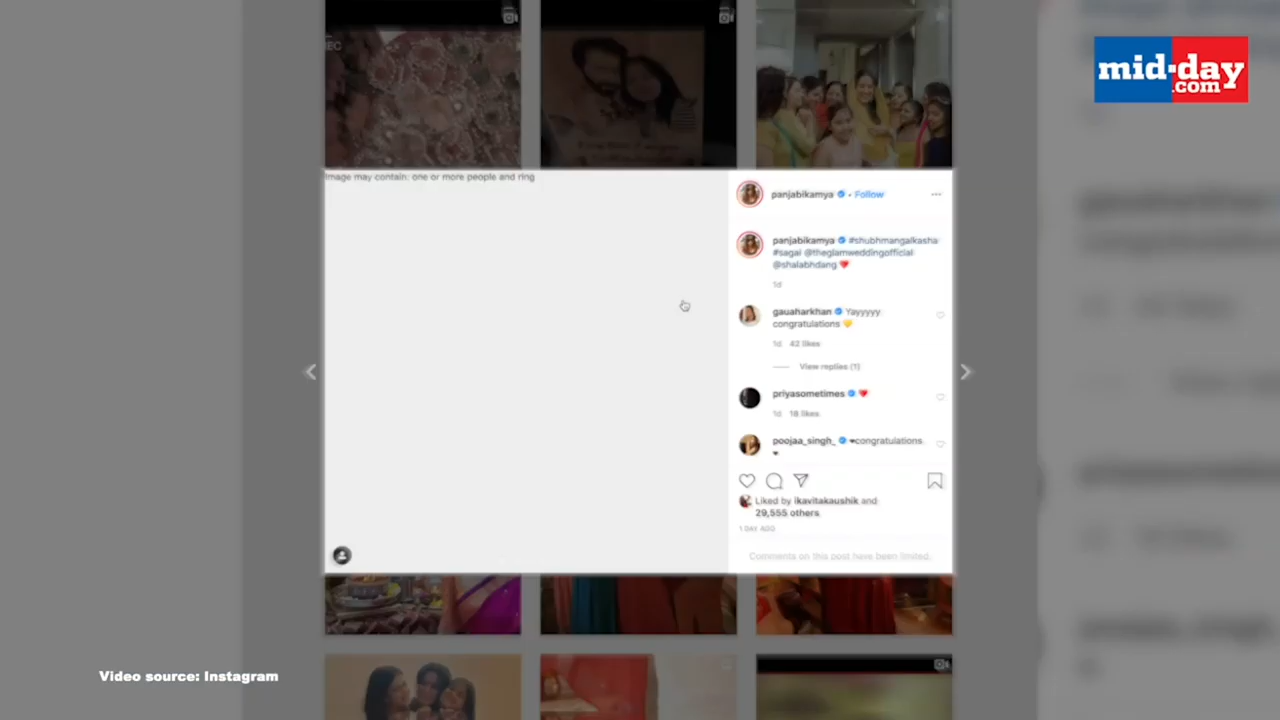 mid-day
.com
Image may contain: one or more people and ring
panjabikamya • Follow
panjabikamya #shubhmangalkasha
#sagai @theglamweddingofficial
@shalabhdang ❤️
1d
gauaharkhan Yayyyyy
congratulations 💛
1d 42 likes
View replies (1)
priyasometimes ❤️
1d 18 likes
poojaa_singh_ ❤congratulations
❤
Liked by ikavitakaushik and
29,555 others
1 DAY AGO
Comments on this post have been limited.
Video source: Instagram